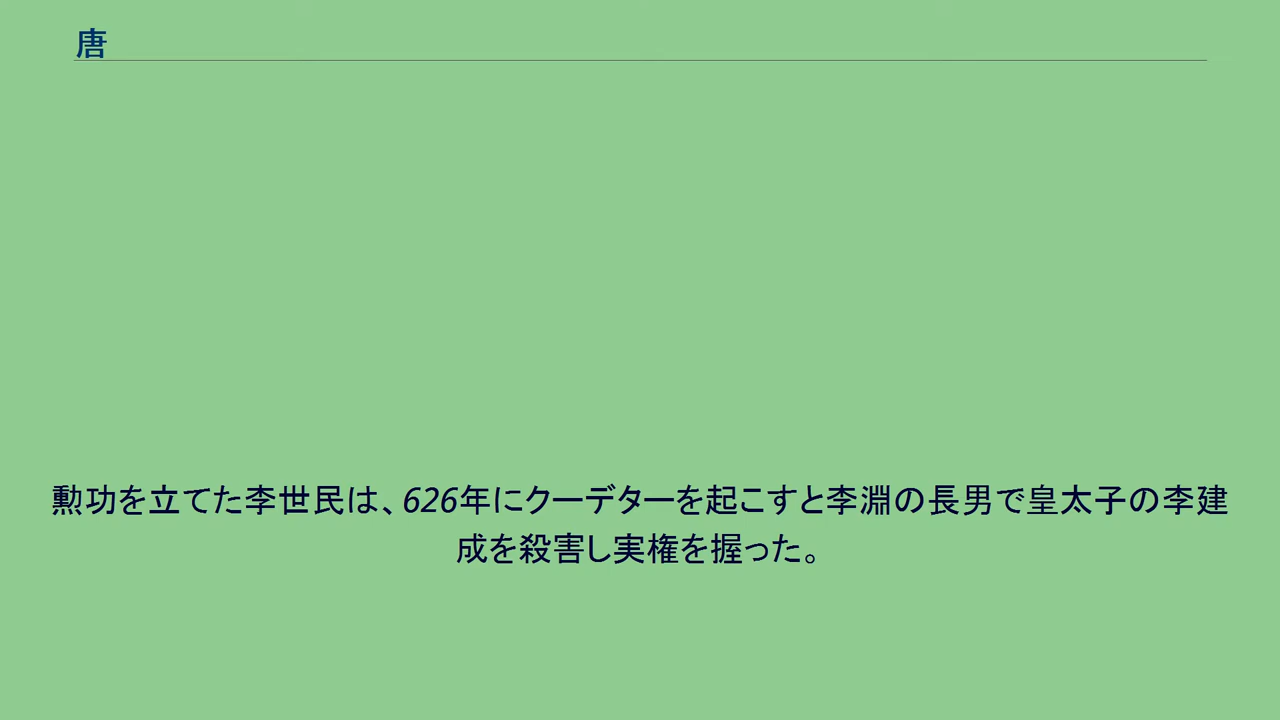 唐
勲功を立てた李世民は、626年にクーデターを起こすと李淵の長男で皇太子の李建
成を殺害し実権を握った。